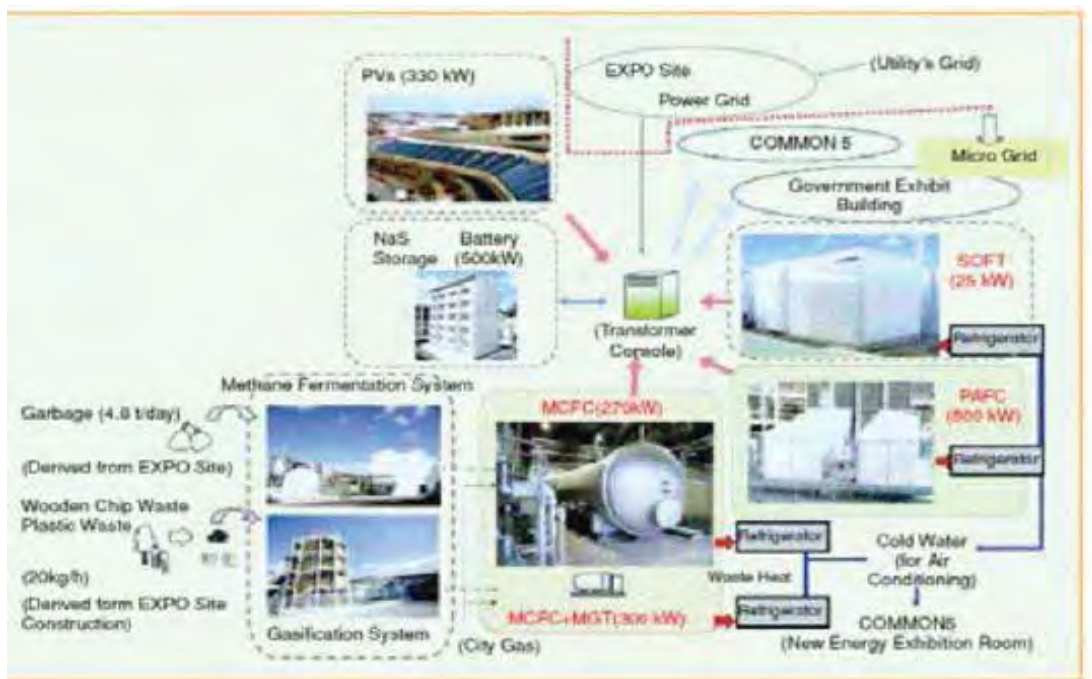 PVs (330 kW)
EXPO Site
Power Grid
(Utility's Grid)
COMMON 5
Micro Grid
Government Exhibit
Building
NaS Battery
Storage (500kW)
(Transformer
Console)
SOFT
(25 kW)
Refrigerator
Methane Fermentation System
Garbage (4.8 t/day)
(Derived from EXPO Site)
MCFC(270kW)
PAFC
(800 kW)
Refrigerator
Wooden Chip Waste
Plastic Waste
(20kg/h)
(Derived form EXPO Site
Construction)
Gasification System
(City Gas)
MCFC+MGT(300 kW)
Refrigerator
Waste Heat
Refrigerator
Cold Water
(for Air
Conditioning)
COMMON5
(New Energy Exhibition Room)